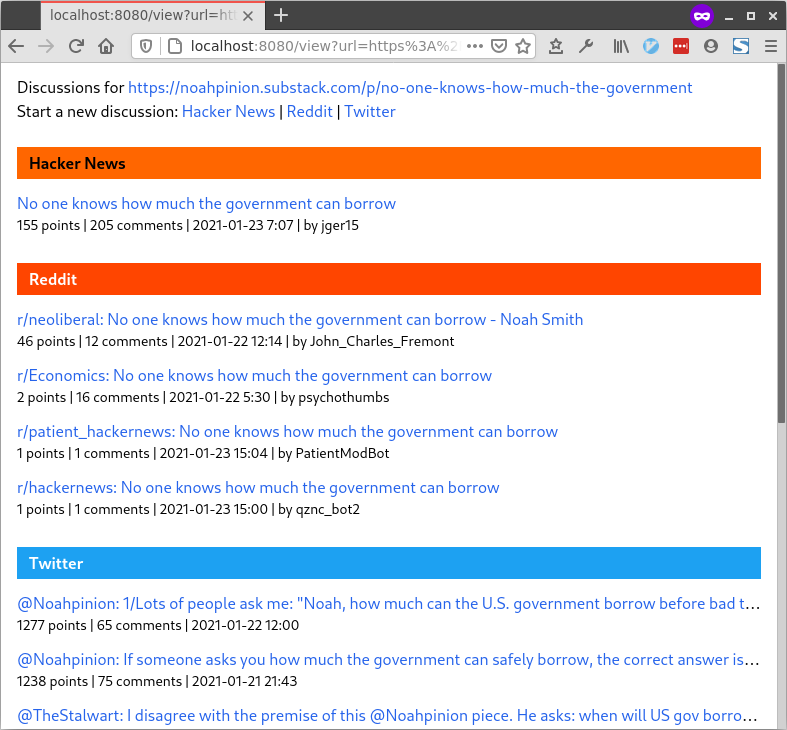 localhost:8080/view?url=htt
localhost:8080/view?url=https%3A%2
Discussions for https://noahpinion.substack.com/p/no-one-knows-how-much-the-government
Start a new discussion: Hacker News | Reddit | Twitter
Hacker News
No one knows how much the government can borrow
155 points | 205 comments | 2021-01-23 7:07 | by jger15
Reddit
r/neoliberal: No one knows how much the government can borrow - Noah Smith
46 points | 12 comments | 2021-01-22 12:14 | by John_Charles_Fremont
r/Economics: No one knows how much the government can borrow
2 points | 16 comments | 2021-01-22 5:30 | by psychothumbs
r/patient_hackernews: No one knows how much the government can borrow
1 points | 1 comments | 2021-01-23 15:04 | by PatientModBot
r/hackernews: No one knows how much the government can borrow
1 points | 1 comments | 2021-01-23 15:00 | by qznc_bot2
Twitter
@Noahpinion: 1/Lots of people ask me: "Noah, how much can the U.S. government borrow before bad t…
1277 points | 65 comments | 2021-01-22 12:00
@Noahpinion: If someone asks you how much the government can safely borrow, the correct answer is…
1238 points | 75 comments | 2021-01-21 21:43
@TheStalwart: I disagree with the premise of this @Noahpinion piece. He asks: when will US gov borro…